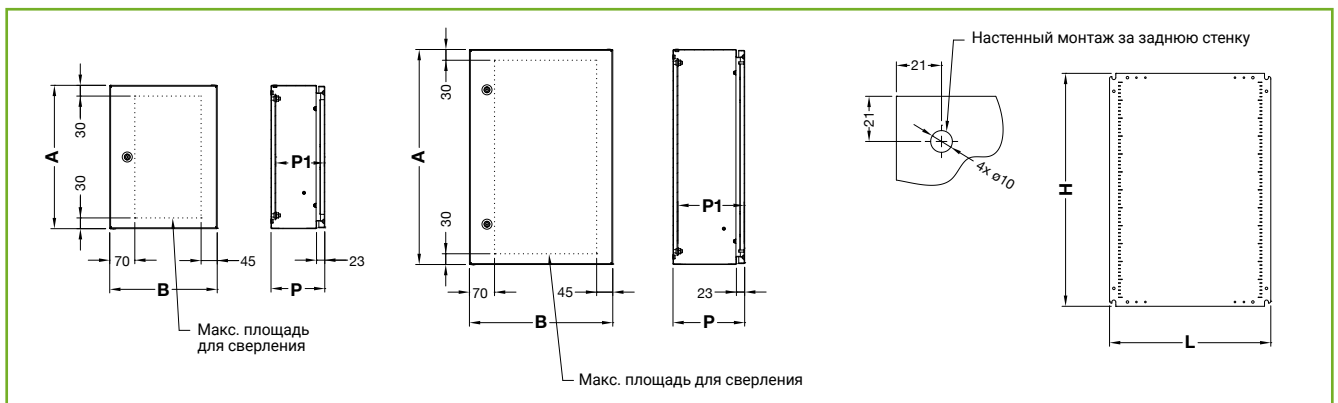 A
30
30
70
45
B
P1
P
23
Макс. площадь
для сверления
A
30
30
70
45
B
P1
23
P
Макс. площадь для сверления
Настенный монтаж за заднюю стенку
21
21
4x ø10
H
L